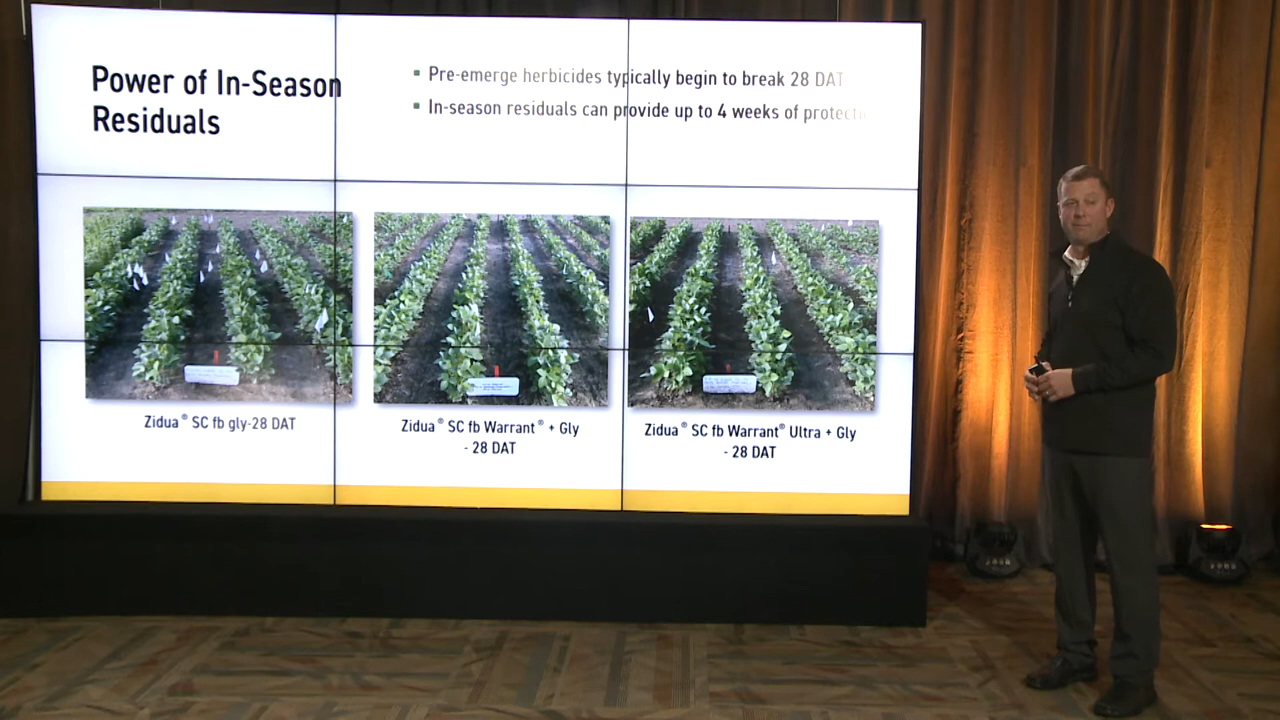 Power of In-Season
Residuals
▪ Pre-emerge herbicides typically begin to break 28 DAT
▪ In-season residuals can provide up to 4 weeks of protecti
Zidua® SC fb gly-28 DAT
Zidua® SC fb Warrant® + Gly
- 28 DAT
Zidua® SC fb Warrant® Ultra + Gly
- 28 DAT